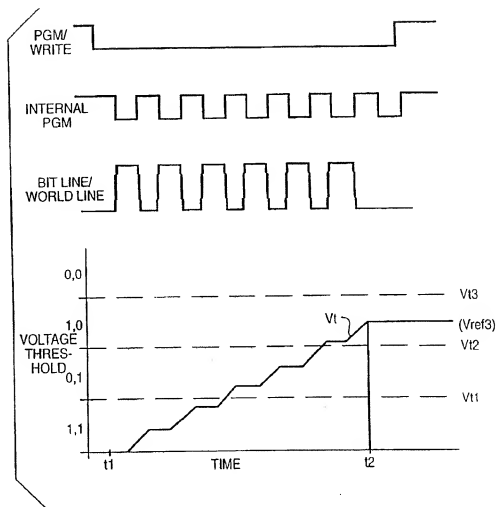 PGM/
WRITE
INTERNAL
PGM
BIT LINE/
WORLD LINE
0,0
Vt3
1,0
Vt
(Vref3)
VOLTAGE
THRES-
HOLD
Vt2
0,1
Vt1
1,1
t1
TIME
t2